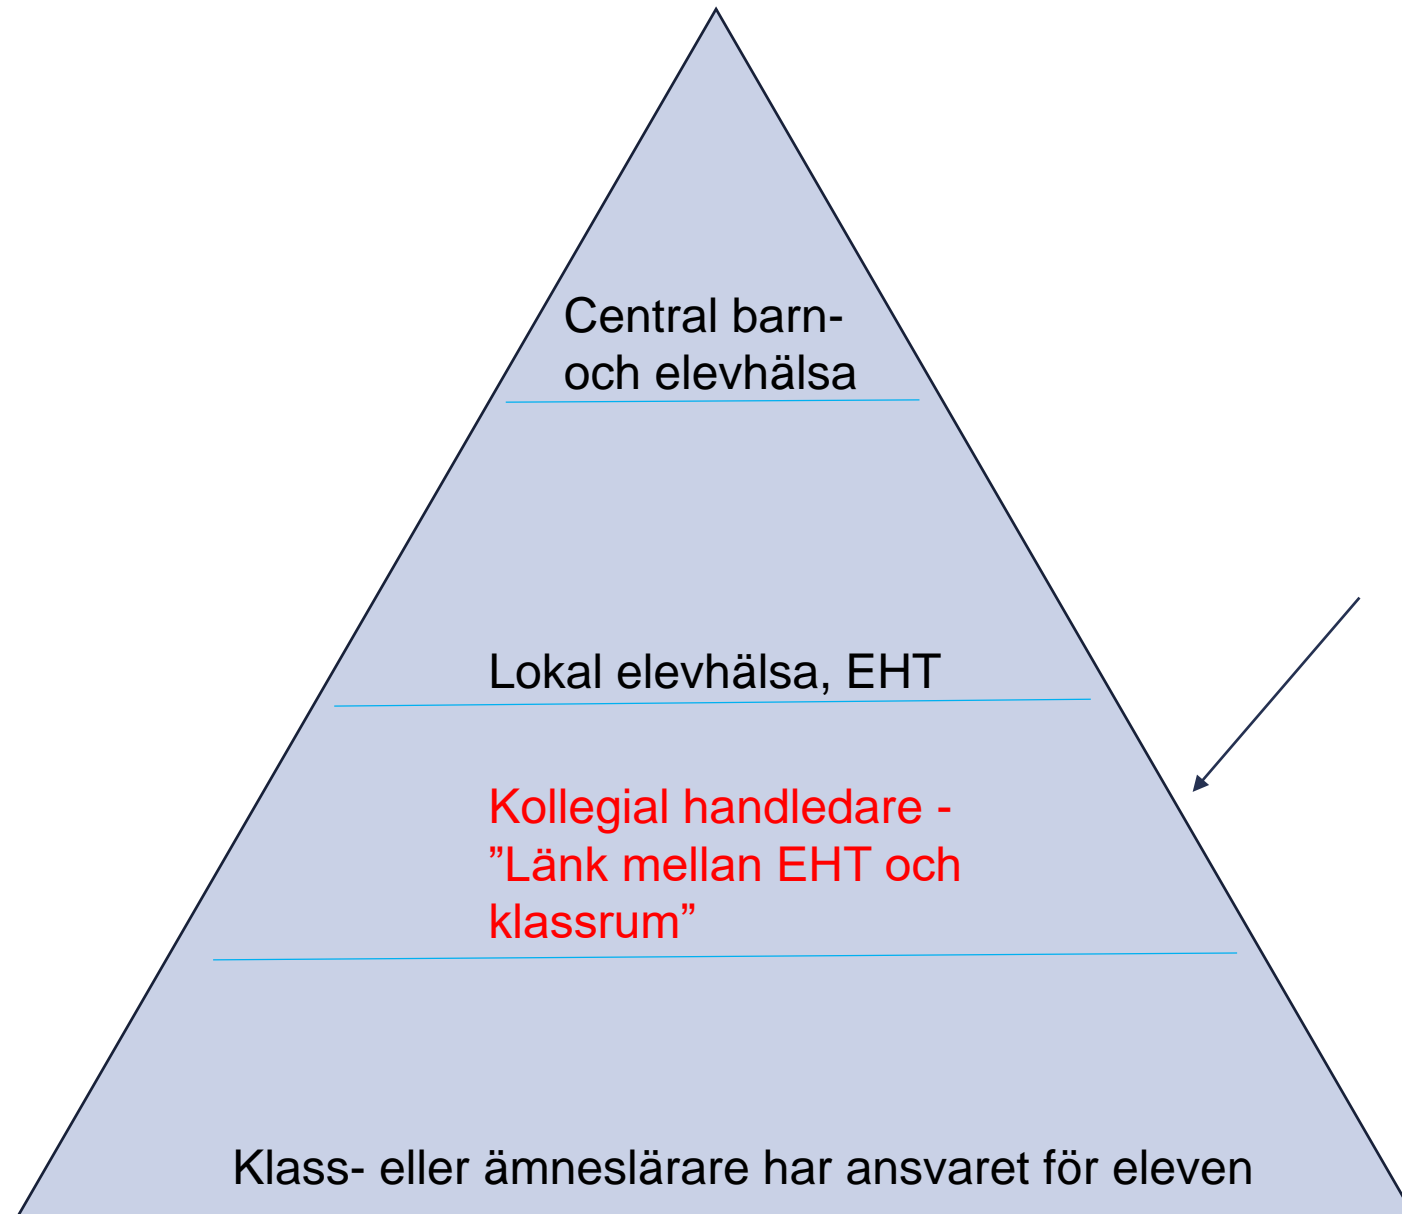 Central barn-
och elevhälsa
Lokal elevhälsa, EHT
Kollegial handledare -
”Länk mellan EHT och
klassrum”
Klass- eller ämneslärare har ansvaret för eleven